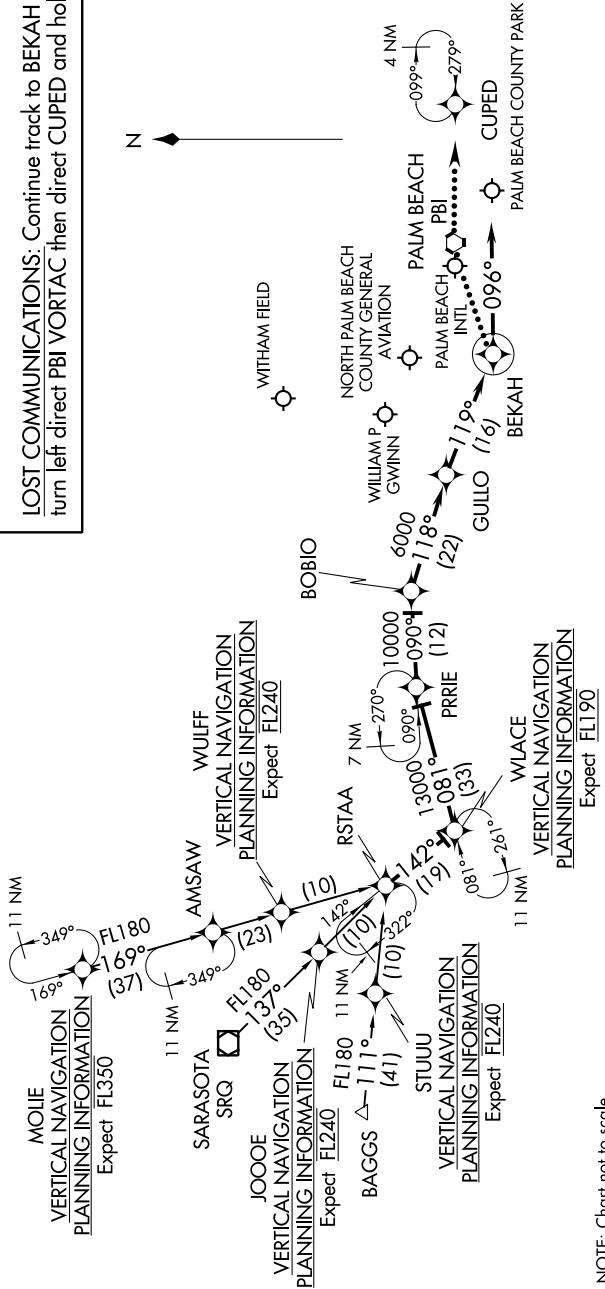 LOST COMMUNICATIONS: Continue track to BEKAH
turn left direct PBI VORTAC then direct CUPED and hol
N
MOLIE
VERTICAL NAVIGATION
PLANNING INFORMATION
Expect FL350
11 NM
349°
169°
FL180
169°
(37)
AMSAW
11 NM
349°
(23)
WULFF
VERTICAL NAVIGATION
PLANNING INFORMATION
Expect FL240
(10)
SARASOTA
SRQ
FL180
137°
(35)
JOOOE
VERTICAL NAVIGATION
PLANNING INFORMATION
Expect FL240
(10)
BAGGS
FL180
111°
(41)
STUUU
VERTICAL NAVIGATION
PLANNING INFORMATION
Expect FL240
(10)
RSTAA
142°
322°
11 NM
142°
(19)
WLACE
VERTICAL NAVIGATION
PLANNING INFORMATION
Expect FL190
081°
261°
11 NM
13000
081°
(33)
PRRIE
7 NM
270°
090°
10000
090°
(12)
BOBIO
6000
118°
(22)
GULLO
119°
(16)
BEKAH
096°
WITHAM FIELD
WILLIAM P
GWINN
NORTH PALM BEACH
COUNTY GENERAL
AVIATION
PALM BEACH
INTL
PALM BEACH
PBI
PALM BEACH COUNTY PARK
CUPED
4 NM
099°
279°
NOTE: Chart not to scale